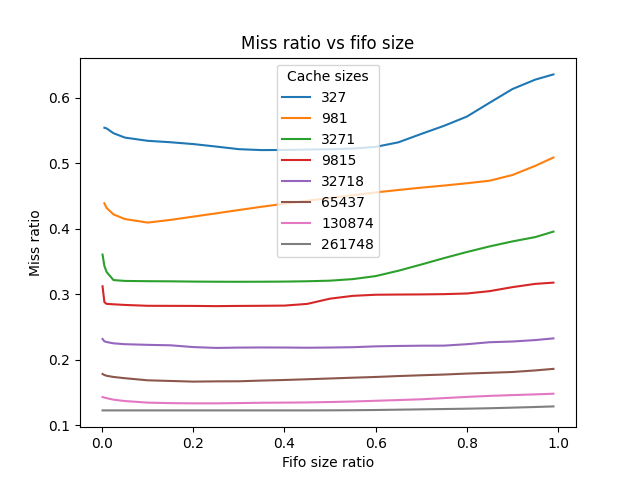 Miss ratio vs fifo size
Cache sizes
327
981
3271
9815
32718
65437
130874
261748
Miss ratio
0.6
0.5
0.4
0.3
0.2
0.1
0.0 0.2 0.4 0.6 0.8 1.0
Fifo size ratio